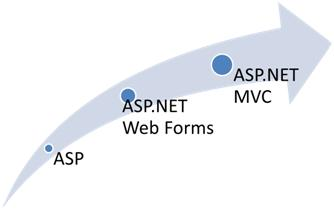 ASP
ASP.NET
Web Forms
ASP.NET
MVC